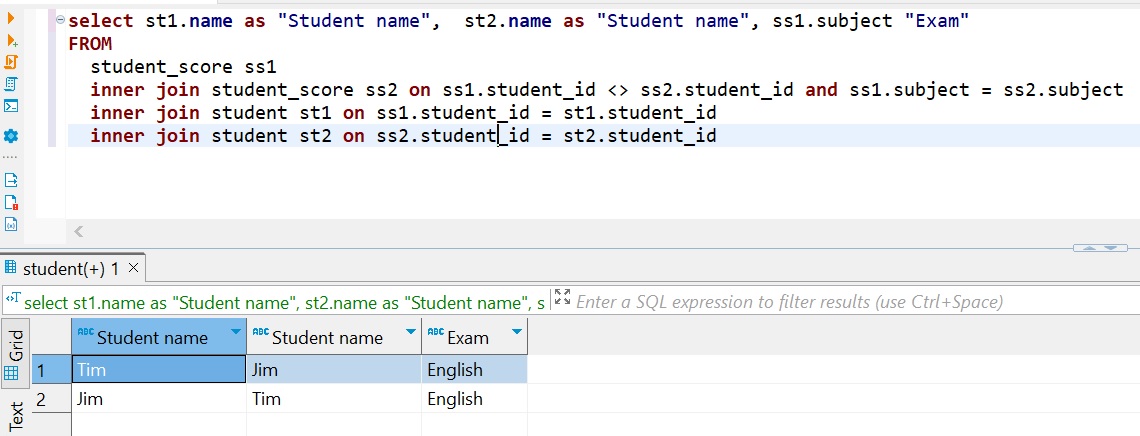 select st1.name as "Student name",  st2.name as "Student name", ss1.subject "Exam"
FROM
  student_score ss1
  inner join student_score ss2 on ss1.student_id <> ss2.student_id and ss1.subject = ss2.subject
  inner join student st1 on ss1.student_id = st1.student_id
  inner join student st2 on ss2.student_id = st2.student_id
student(+) 1
select st1.name as "Student name", st2.name as "Student name", s
Enter a SQL expression to filter results (use Ctrl+Space)
Grid
Text
ABC Student name ABC Student name ABC Exam
1 Tim Jim English
2 Jim Tim English